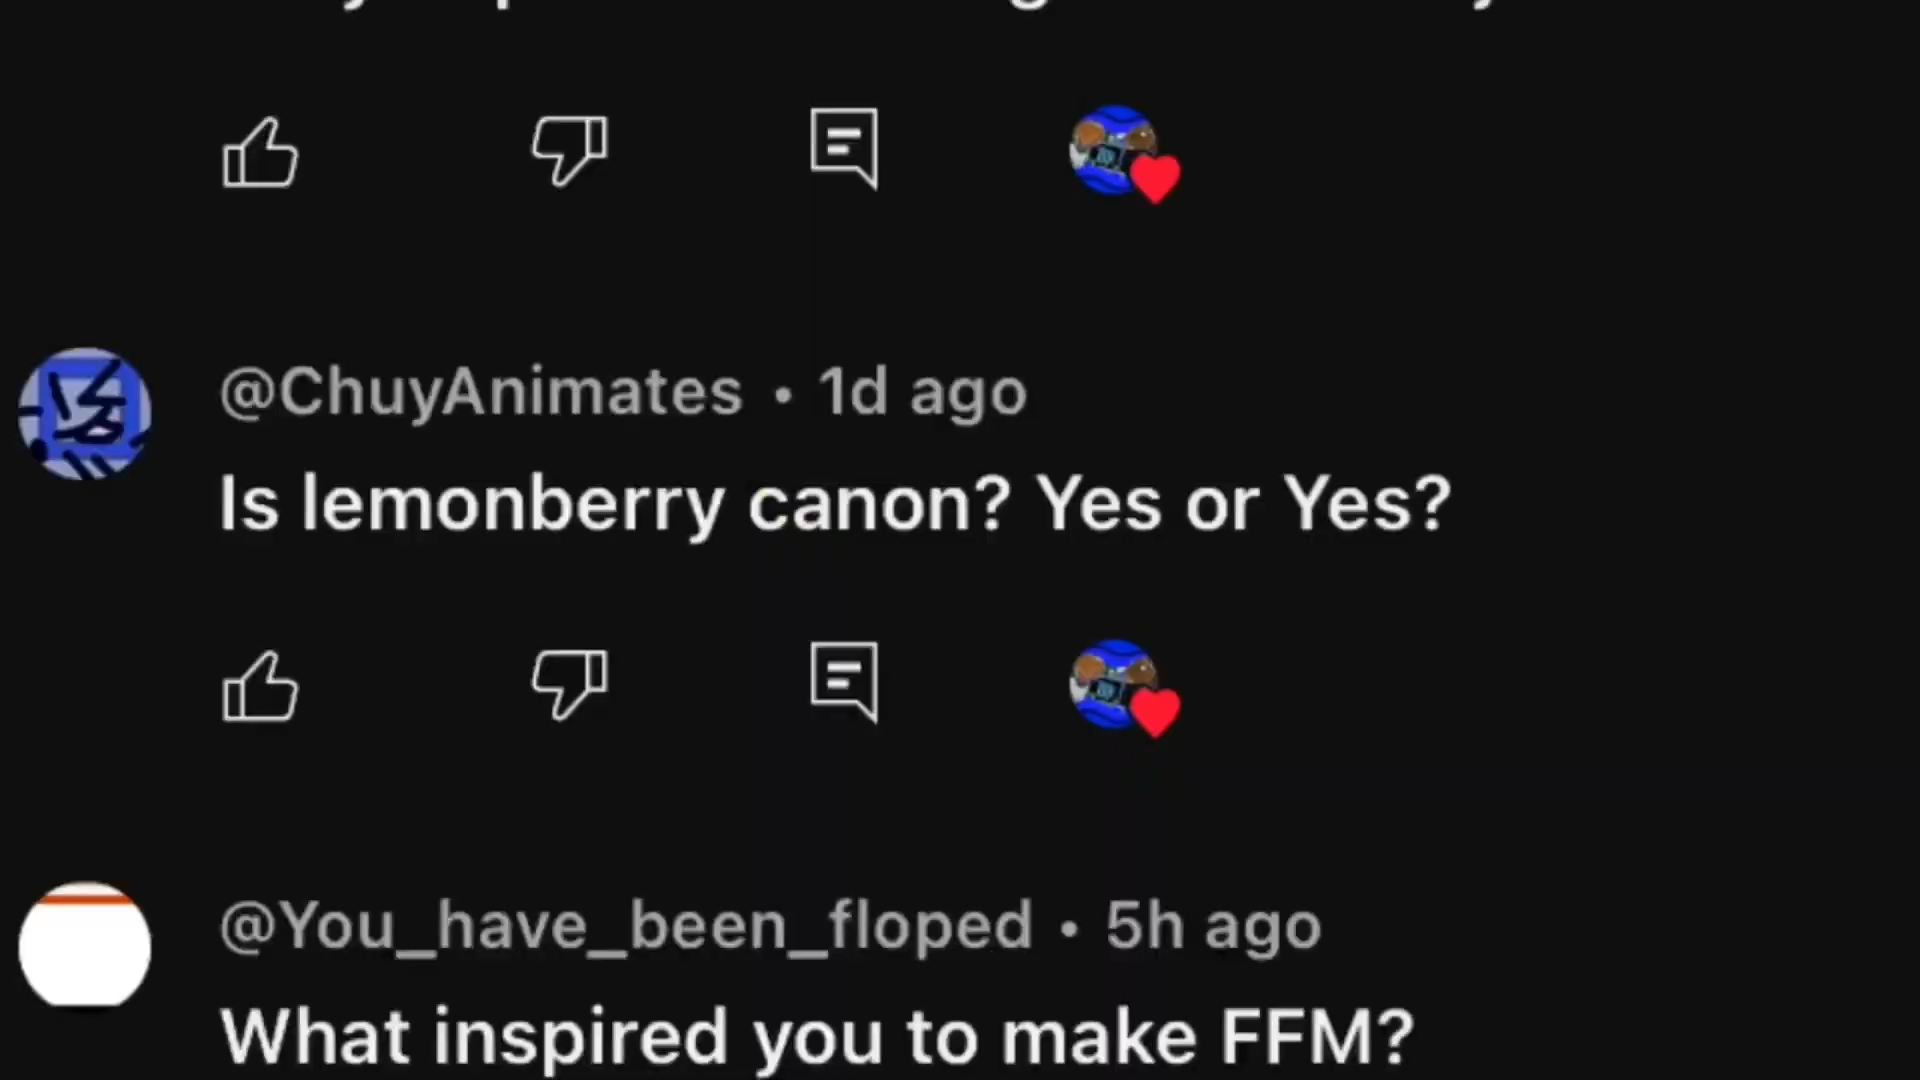 @ChuyAnimates • 1d ago
Is lemonberry canon? Yes or Yes?
@You_have_been_floped • 5h ago
What inspired you to make FFM?